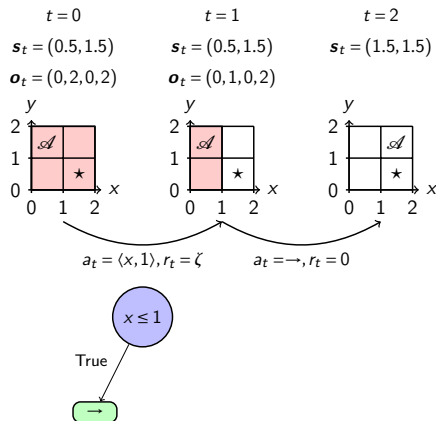 t = 0 t = 1 t = 2
s_t = (0.5, 1.5) s_t = (0.5, 1.5) s_t = (1.5, 1.5)
o_t = (0, 2, 0, 2) o_t = (0, 1, 0, 2)
y y y
2 𝒜 2 𝒜 2 𝒜
1 ⋆ 1 ⋆ 1 ⋆
0 x 0 x 0 x
0 1 2 0 1 2 0 1 2
a_t = ⟨x, 1⟩, r_t = ζ a_t = →, r_t = 0
x ≤ 1
True
→